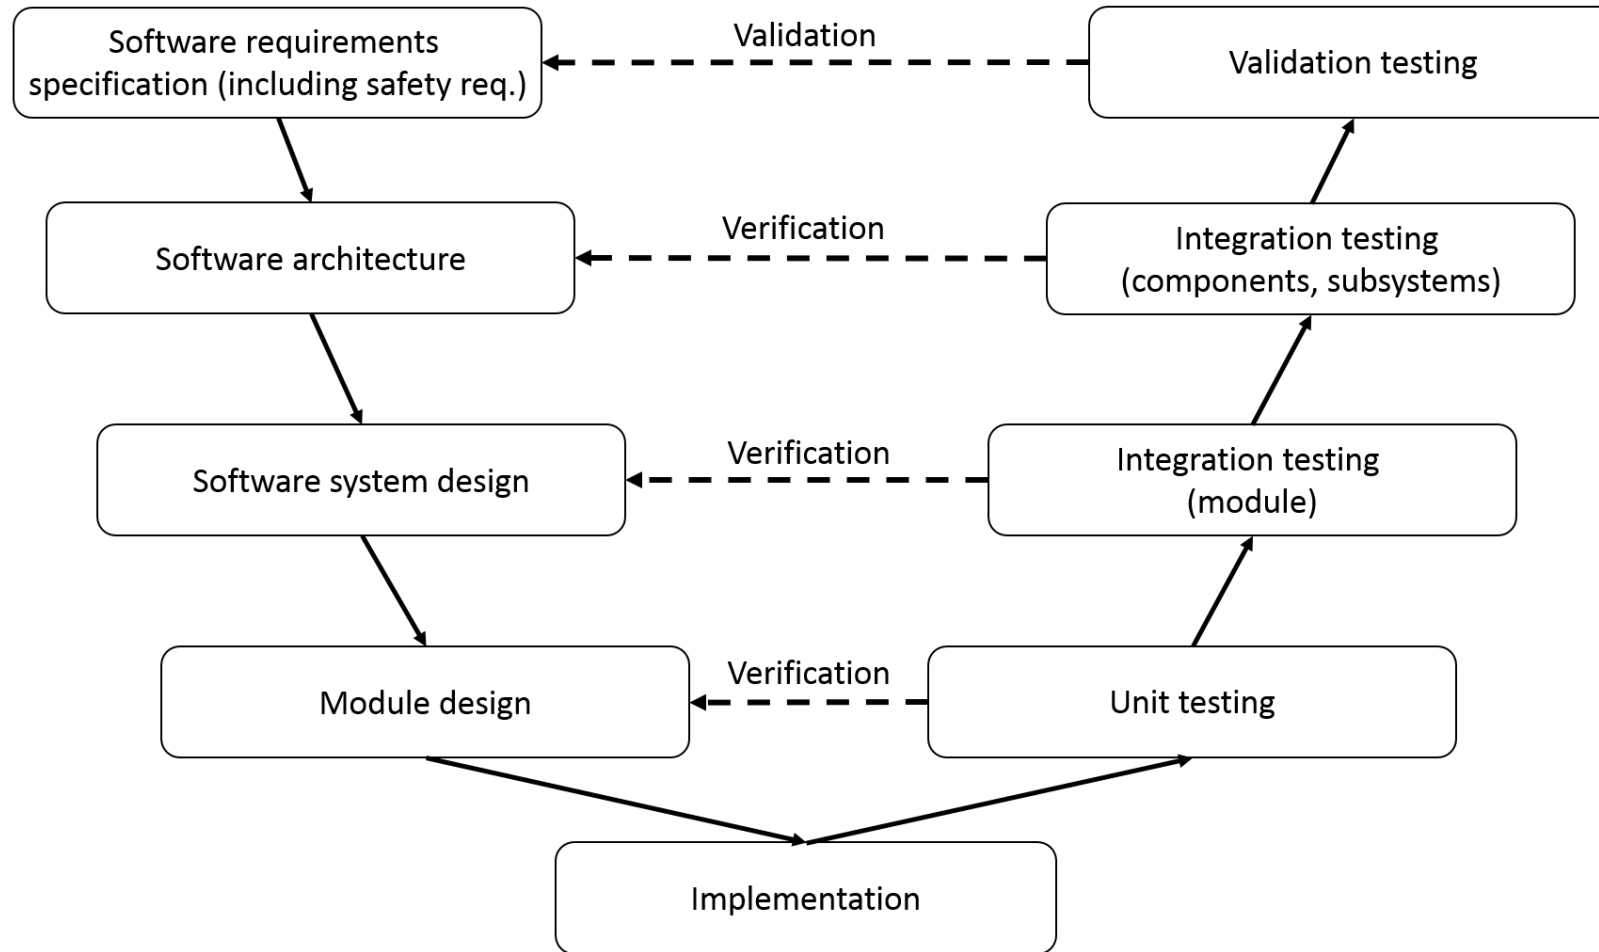 Software requirements
specification (including safety req.)
Validation
Validation testing
Software architecture
Verification
Integration testing
(components, subsystems)
Software system design
Verification
Integration testing
(module)
Module design
Verification
Unit testing
Implementation